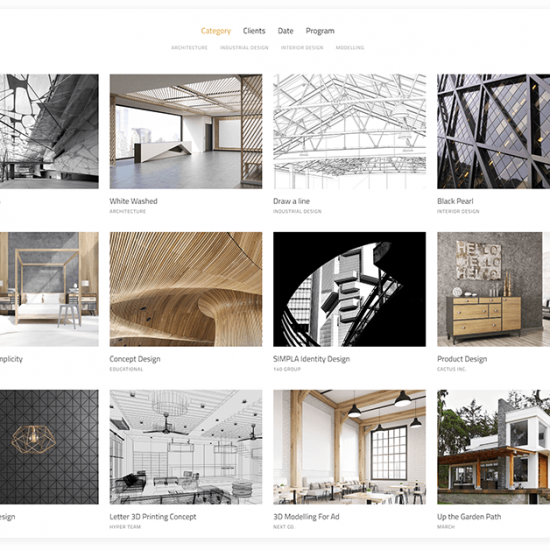 Category Clients Date Program
ARCHITECTURE INDUSTRIAL DESIGN INTERIOR DESIGN MODELLING
White Washed Draw a line Black Pearl
ARCHITECTURE INDUSTRIAL DESIGN INTERIOR DESIGN
HELLO
HELLO
HELLO
mplicity Concept Design SIMPLA Identity Design Product Design
EDUCATIONAL Y40 GROUP CACTUS INC.
esign Letter 3D Printing Concept 3D Modelling For Ad Up the Garden Path
HYPER TEAM NEXT CO. MARCH